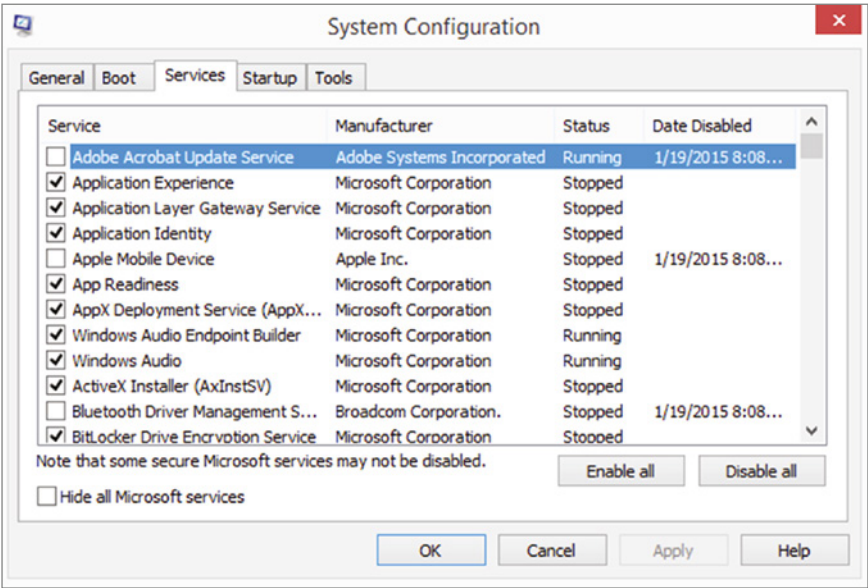 System Configuration
General Boot Services Startup Tools
Service Manufacturer Status Date Disabled
Adobe Acrobat Update Service Adobe Systems Incorporated Running 1/19/2015 8:08...
Application Experience Microsoft Corporation Stopped
Application Layer Gateway Service Microsoft Corporation Stopped
Application Identity Microsoft Corporation Stopped
Apple Mobile Device Apple Inc. Stopped 1/19/2015 8:08...
App Readiness Microsoft Corporation Stopped
AppX Deployment Service (AppX... Microsoft Corporation Stopped
Windows Audio Endpoint Builder Microsoft Corporation Running
Windows Audio Microsoft Corporation Running
ActiveX Installer (AxInstSV) Microsoft Corporation Stopped
Bluetooth Driver Management S... Broadcom Corporation. Stopped 1/19/2015 8:08...
BitLocker Drive Encryption Service Microsoft Corporation Stopped
Note that some secure Microsoft services may not be disabled.
Enable all Disable all
Hide all Microsoft services
OK Cancel Apply Help